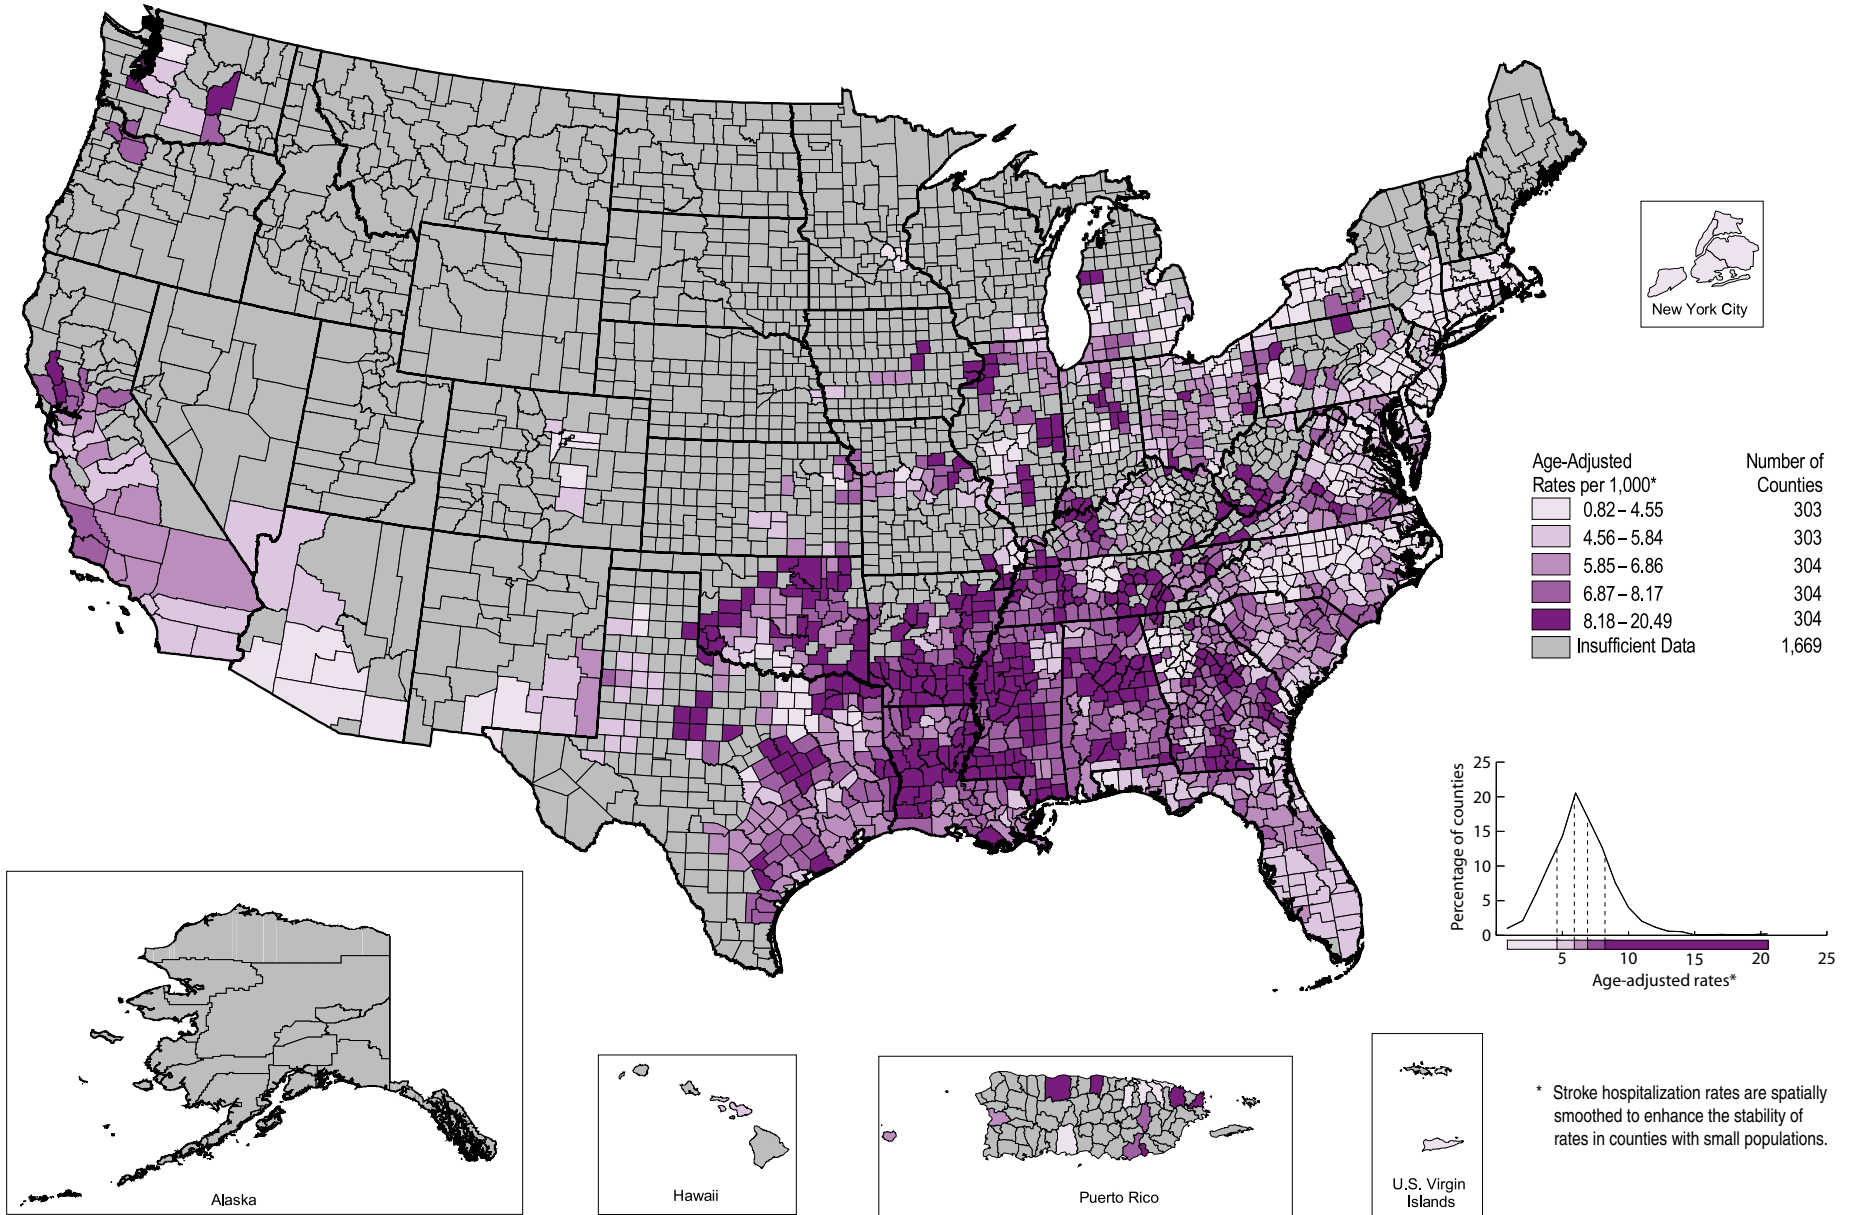 New York City
Age-Adjusted Rates per 1,000* Number of Counties
0.82 – 4.55 303
4.56 – 5.84 303
5.85 – 6.86 304
6.87 – 8.17 304
8.18 – 20.49 304
Insufficient Data 1,669
Percentage of counties
25
20
15
10
5
0
5 10 15 20 25
Age-adjusted rates*
* Stroke hospitalization rates are spatially
smoothed to enhance the stability of
rates in counties with small populations.
Alaska
Hawaii
Puerto Rico
U.S. Virgin
Islands